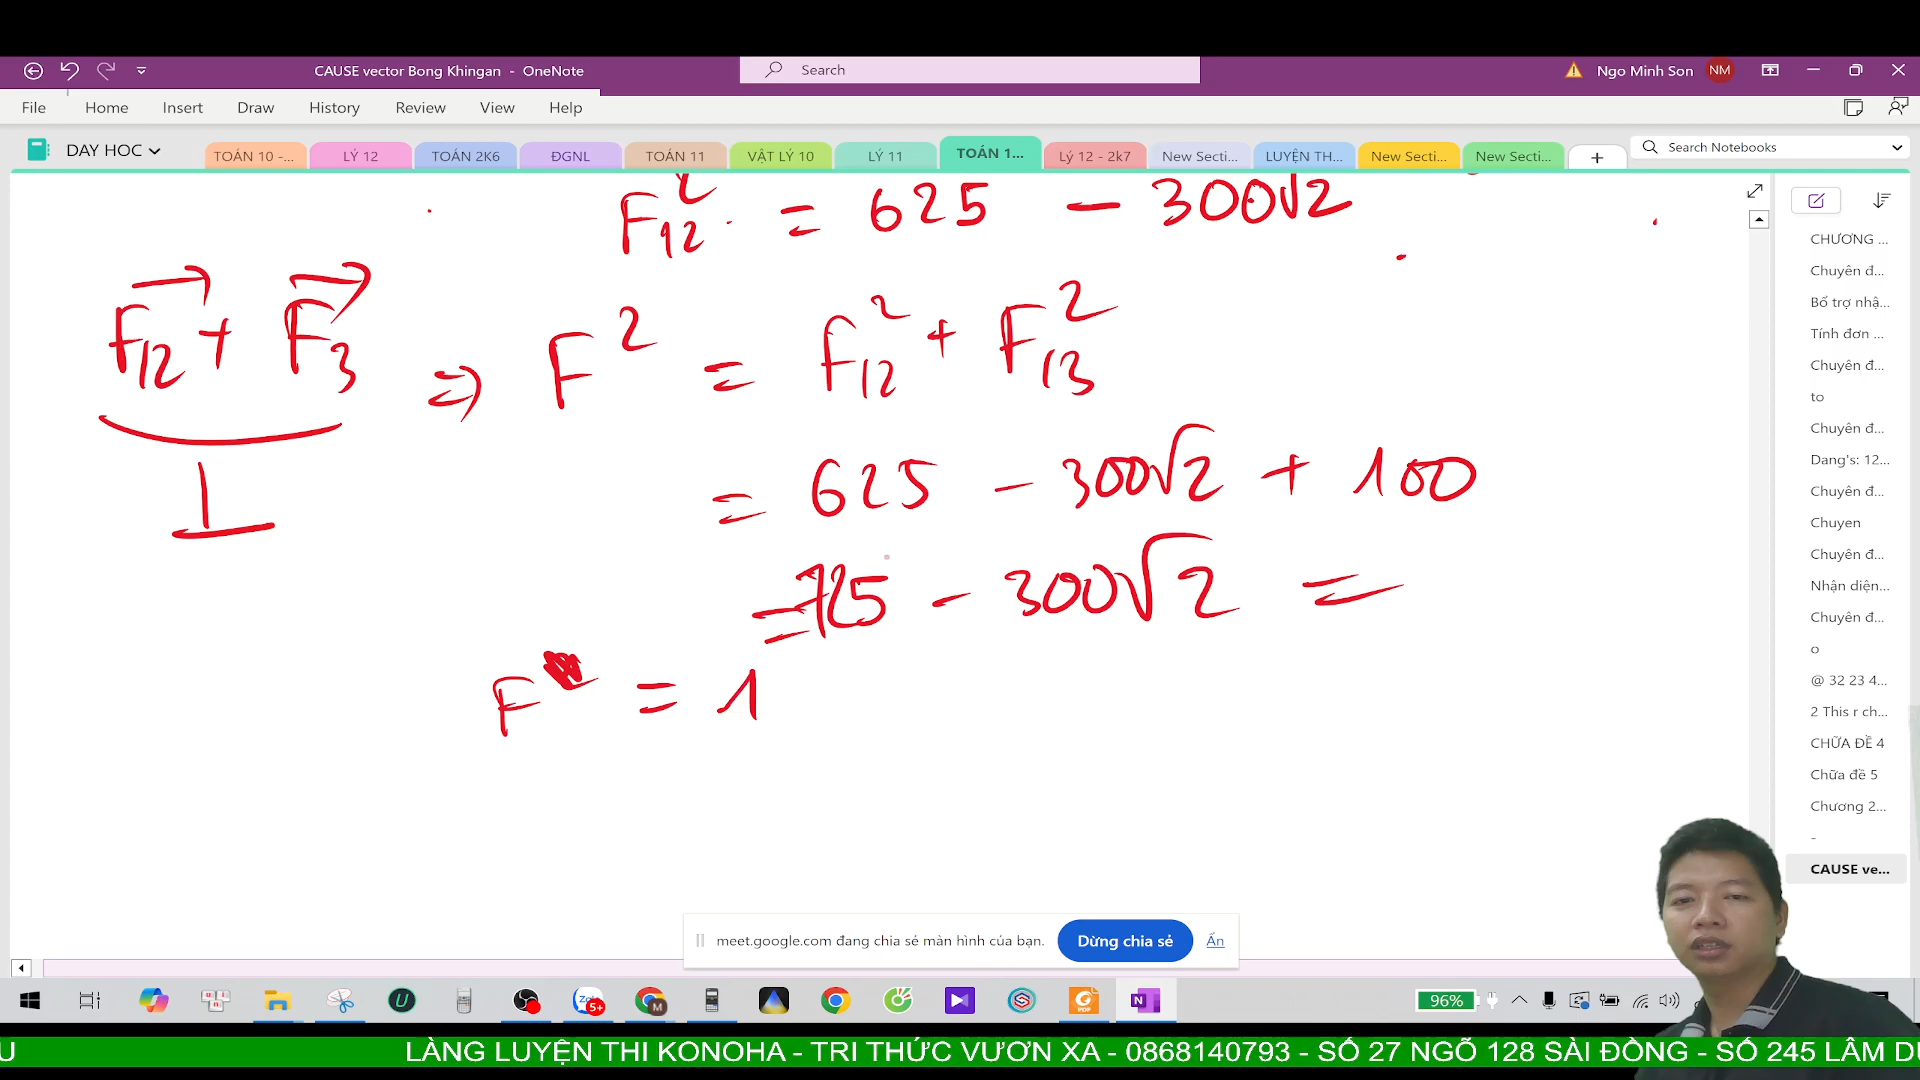 CAUSE vector Bong Khingan - OneNote
Search
Ngo Minh Son NM
File Home Insert Draw History Review View Help
DAY HOC
TOÁN 10 -... LÝ 12 TOÁN 2K6 ĐGNL TOÁN 11 VẬT LÝ 10 LÝ 11 TOÁN 1... Lý 12 - 2k7 New Secti... LUYỆN TH... New Secti... New Secti... +
Search Notebooks
F₁₂² = 625 - 300√2
F₁₂ + F₃ => F² = F₁₂² + F₁₃²
= 625 - 300√2 + 100
= 725 - 300√2 =
F = 1
CHƯƠNG ...
Chuyên đ...
Bổ trợ nhậ...
Tính đơn ...
Chuyên đ...
to
Chuyên đ...
Dang's: 12...
Chuyên đ...
Chuyen
Chuyên đ...
Nhận diện...
Chuyên đ...
o
@ 32 23 4...
2 This r ch...
CHỮA ĐỀ 4
Chữa đề 5
Chương 2...
-
CAUSE ve...
meet.google.com đang chia sẻ màn hình của bạn. Dừng chia sẻ Ẩn
96%
U LÀNG LUYỆN THI KONOHA - TRI THỨC VƯƠN XA - 0868140793 - SỐ 27 NGÕ 128 SÀI ĐỒNG - SỐ 245 LÂM DU